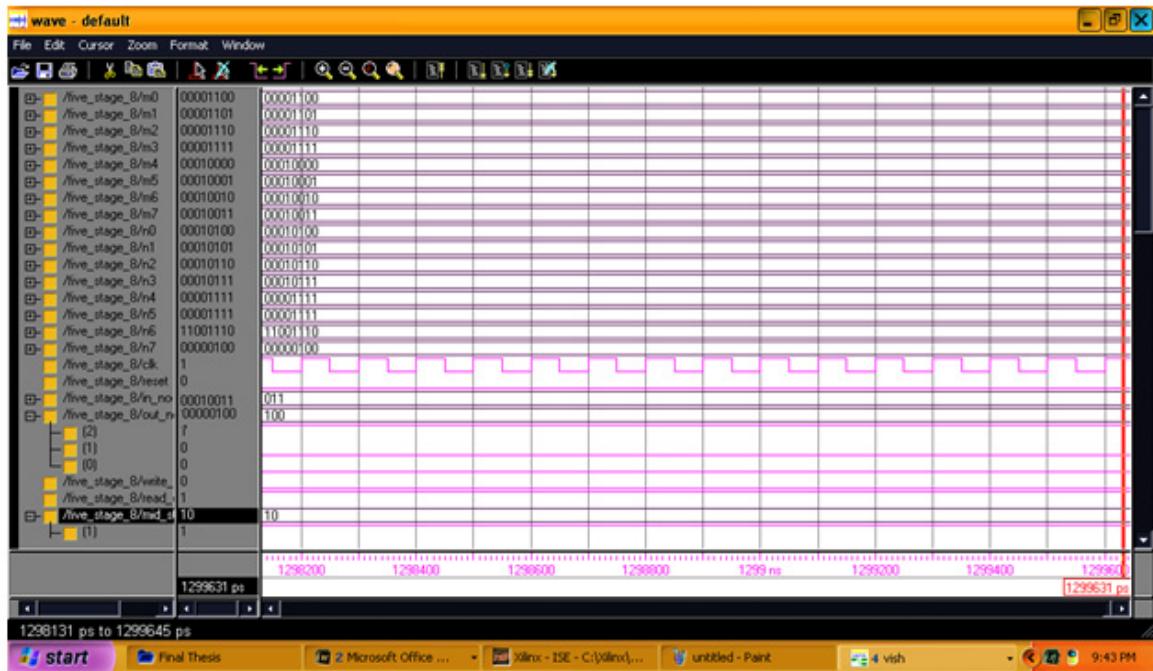 wave - default
File Edit Cursor Zoom Format Window
/five_stage_8/m0 00001100 00001100
/five_stage_8/m1 00001101 00001101
/five_stage_8/m2 00001110 00001110
/five_stage_8/m3 00001111 00001111
/five_stage_8/m4 00010000 00010000
/five_stage_8/m5 00010001 00010001
/five_stage_8/m6 00010010 00010010
/five_stage_8/m7 00010011 00010011
/five_stage_8/n0 00010100 00010100
/five_stage_8/n1 00010101 00010101
/five_stage_8/n2 00010110 00010110
/five_stage_8/n3 00010111 00010111
/five_stage_8/n4 00001111 00001111
/five_stage_8/n5 00001111 00001111
/five_stage_8/n6 11001110 11001110
/five_stage_8/n7 00000100 00000100
/five_stage_8/clk 1
/five_stage_8/reset 0
/five_stage_8/in_no 00010011 011
/five_stage_8/out_n 00000100 100
(2)
(1) 0
(0) 0
/five_stage_8/write_ 0
/five_stage_8/read_ 1
/five_stage_8/mid_s 10 10
(1) 1
1298200 1298400 1298600 1298800 1299 ns 1299200 1299400 129960
1299631 ps 1299631 ps
1298131 ps to 1299645 ps
start Final Thesis 2 Microsoft Office ... Xilinx - ISE - C:\Xilinx\... untitled - Paint 4 vish 9:43 PM